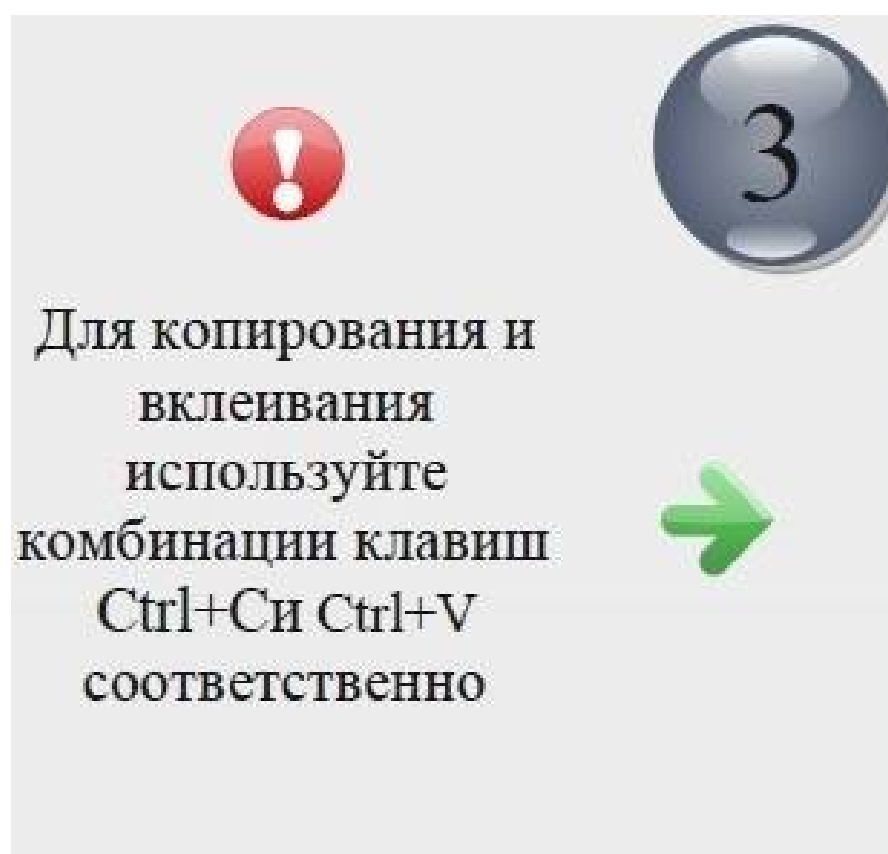 3
Для копирования и
вклеивания
используйте
комбинации клавиш
Ctrl+Cи Ctrl+V
соответственно